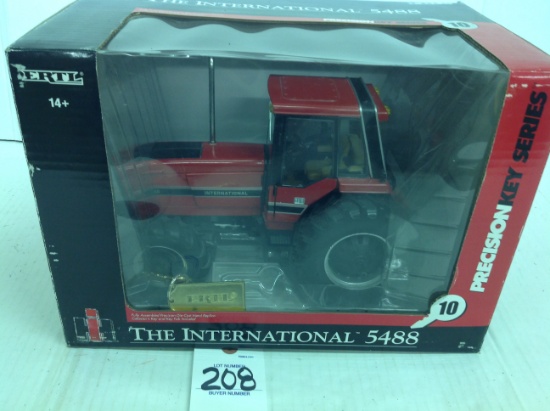 THE INTERNATIONAL 5488
10
ERTL
14+
INTERNATIONAL
PRECISION KEY SERIES
10
THE INTERNATIONAL 5488
LOT NUMBER
208
BUYER NUMBER